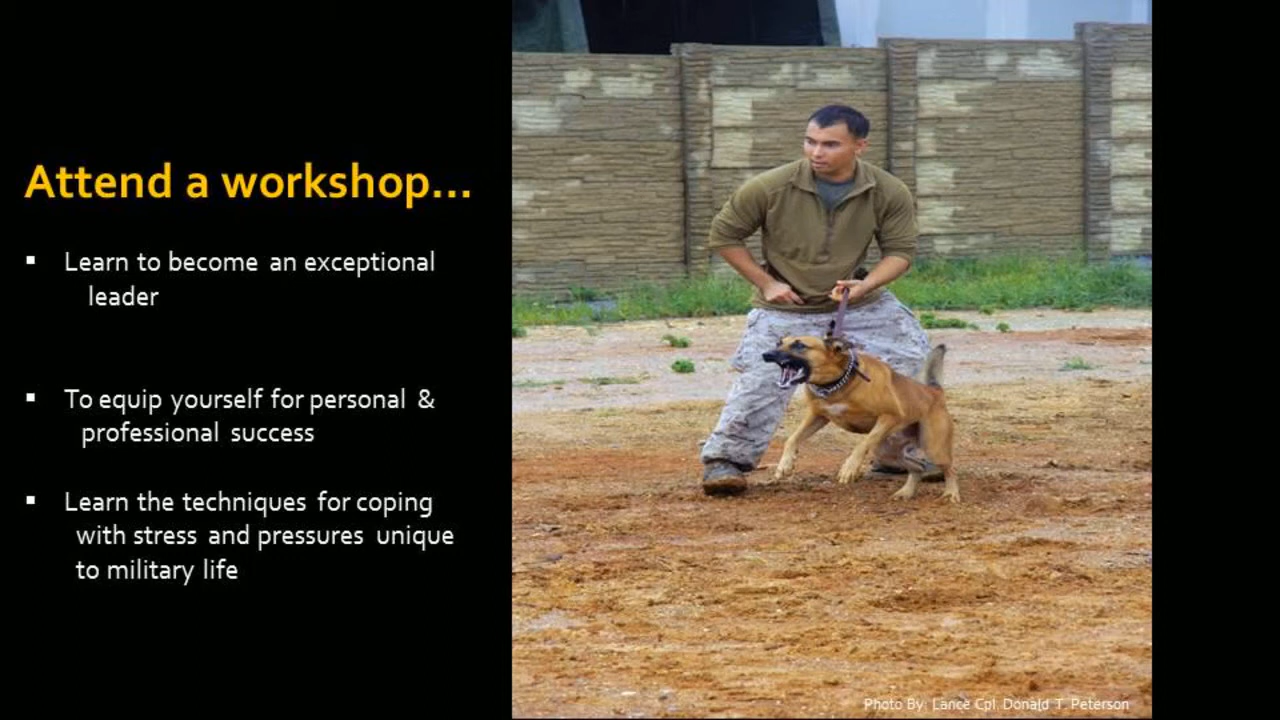 Attend a workshop...
▪ Learn to become an exceptional
leader
▪ To equip yourself for personal &
professional success
▪ Learn the techniques for coping
with stress and pressures unique
to military life
Photo By: Lance Cpl. Donald T. Peterson